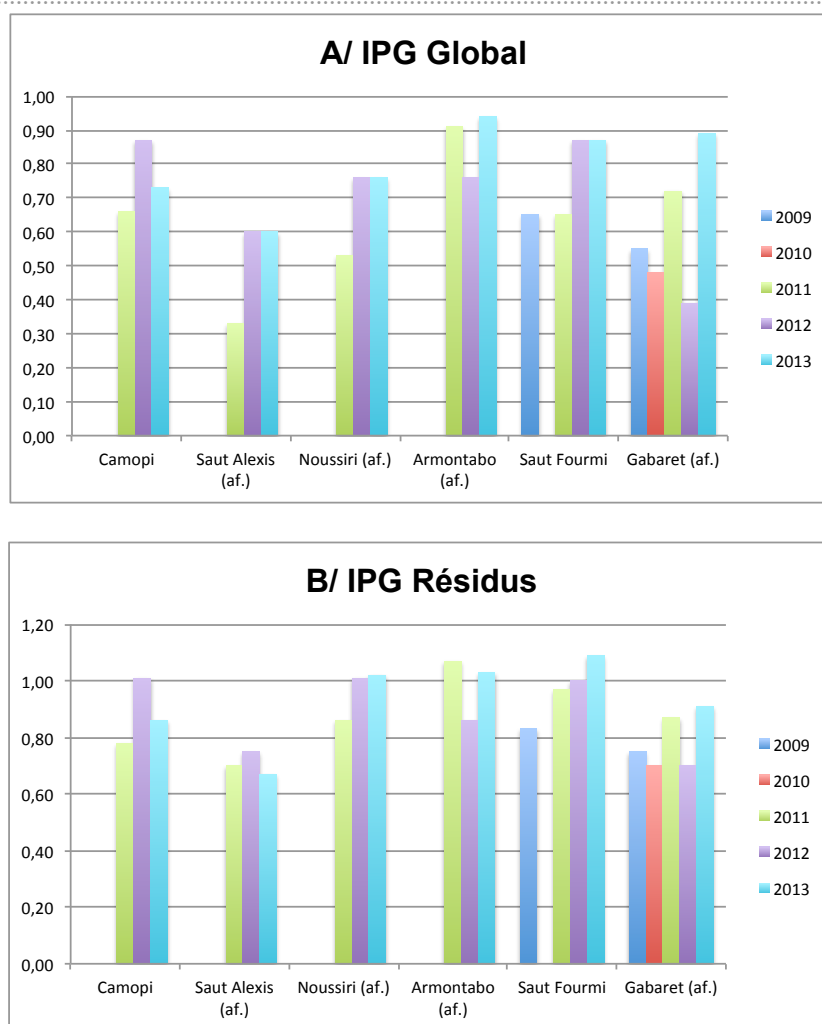 A/ IPG Global
1,00
0,90
0,80
0,70
0,60
0,50
0,40
0,30
0,20
0,10
0,00
Camopi
Saut Alexis
(af.)
Noussiri (af.)
Armontabo
(af.)
Saut Fourmi
Gabaret (af.)
2009
2010
2011
2012
2013
B/ IPG Résidus
1,20
1,00
0,80
0,60
0,40
0,20
0,00
Camopi
Saut Alexis
(af.)
Noussiri (af.)
Armontabo
(af.)
Saut Fourmi
Gabaret (af.)
2009
2010
2011
2012
2013